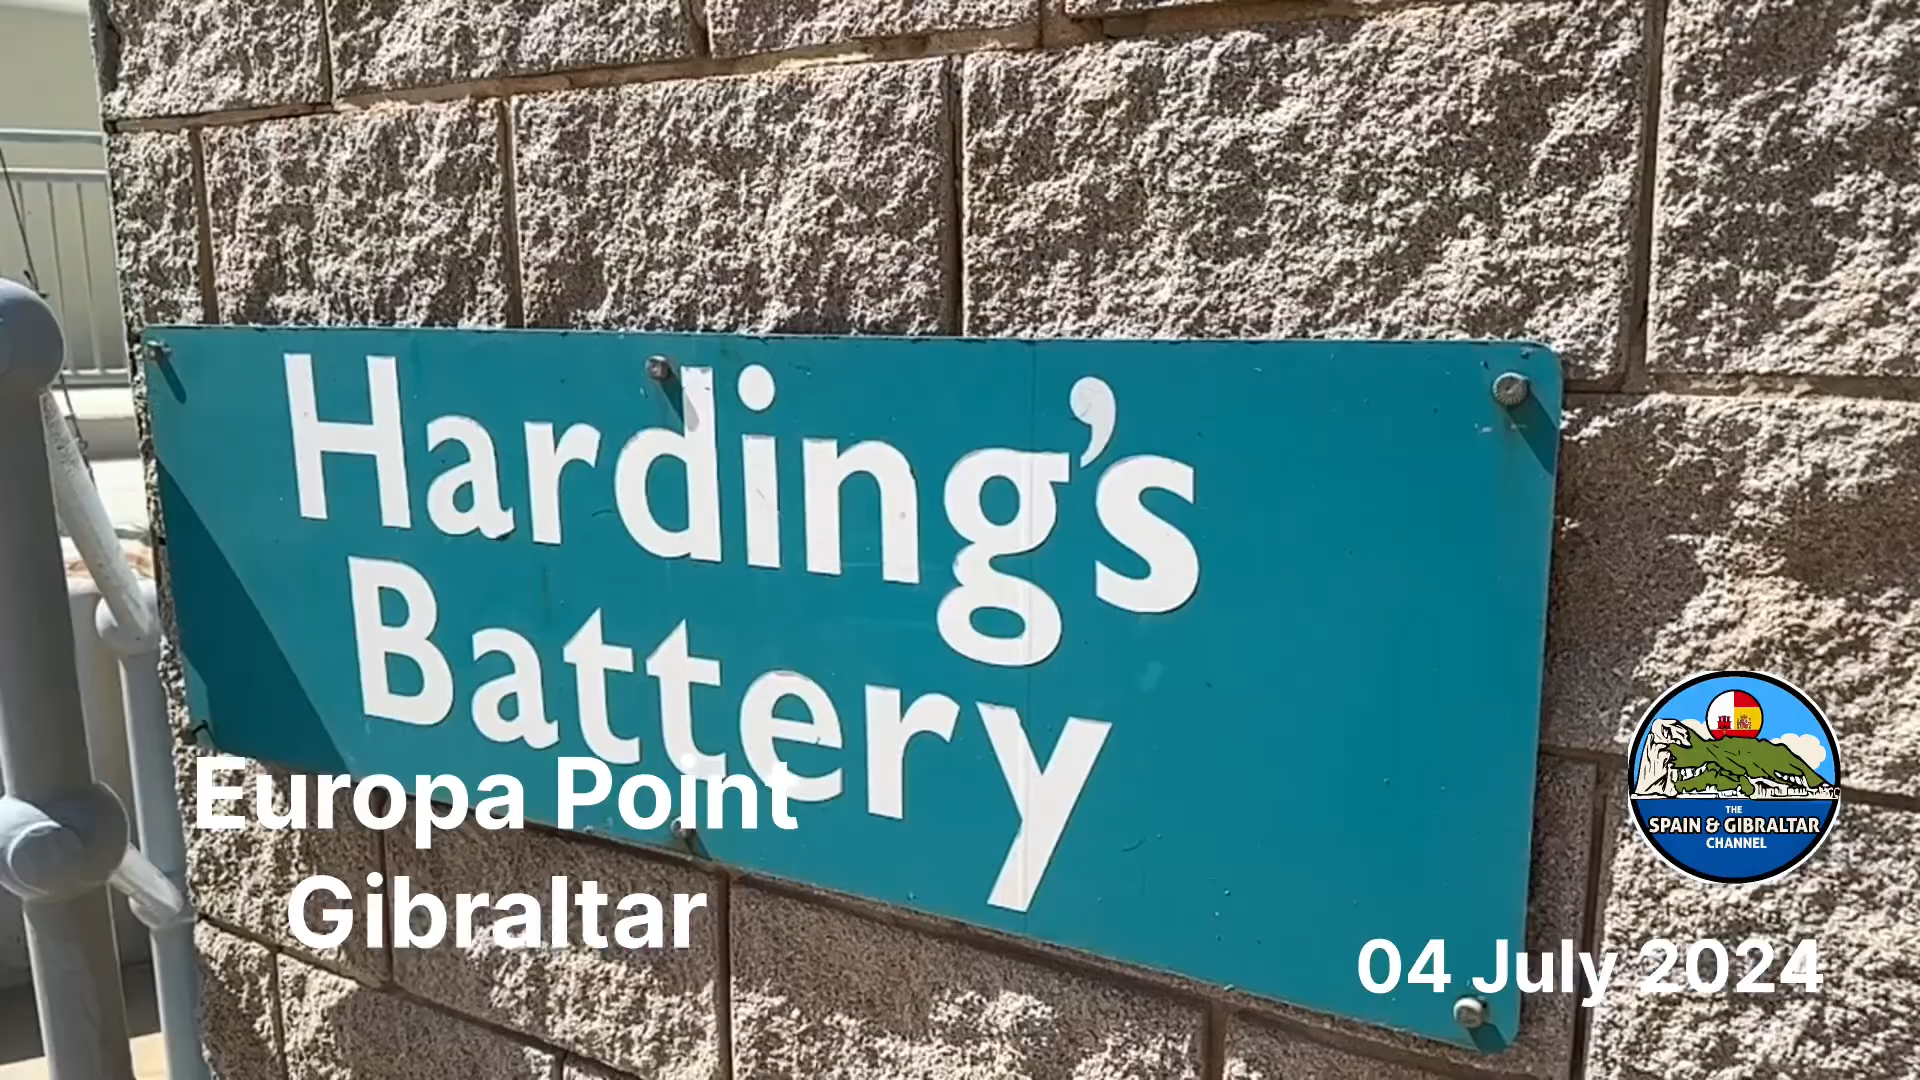 Harding's
Battery
Europa Point
Gibraltar
THE
SPAIN & GIBRALTAR
CHANNEL
04 July 2024